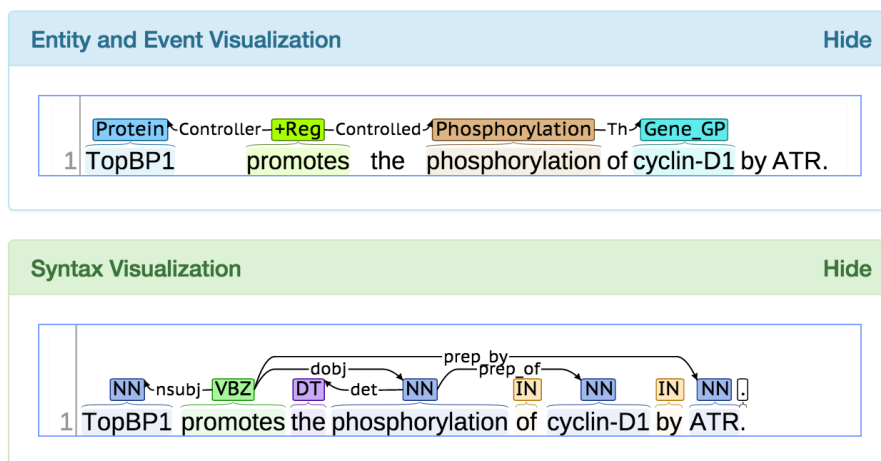 Entity and Event Visualization Hide
Protein Controller +Reg Controlled Phosphorylation Th Gene_GP
1 TopBP1 promotes the phosphorylation of cyclin-D1 by ATR.
Syntax Visualization Hide
prep_by
dobj prep_of
NN nsubj VBZ DT det NN IN NN IN NN .
1 TopBP1 promotes the phosphorylation of cyclin-D1 by ATR.